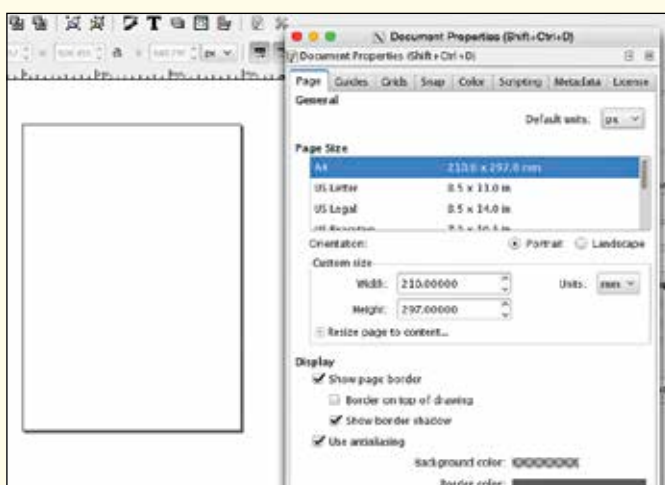 Document Properties (Shift+Ctrl+D)
Document Properties (Shift+Ctrl+D)
Page Guides Grids Snap Color Scripting Metadata License
General
Default units: px
Page Size
A4 210.0 x 297.0 mm
US Letter 8.5 x 11.0 in
US Legal 8.5 x 14.0 in
US Executive
Orientation: Portrait Landscape
Custom size
Width: 210.00000 Units: mm
Height: 297.00000
Resize page to content...
Display
Show page border
Border on top of drawing
Show border shadow
Use antialiasing
Background color:
Border color: